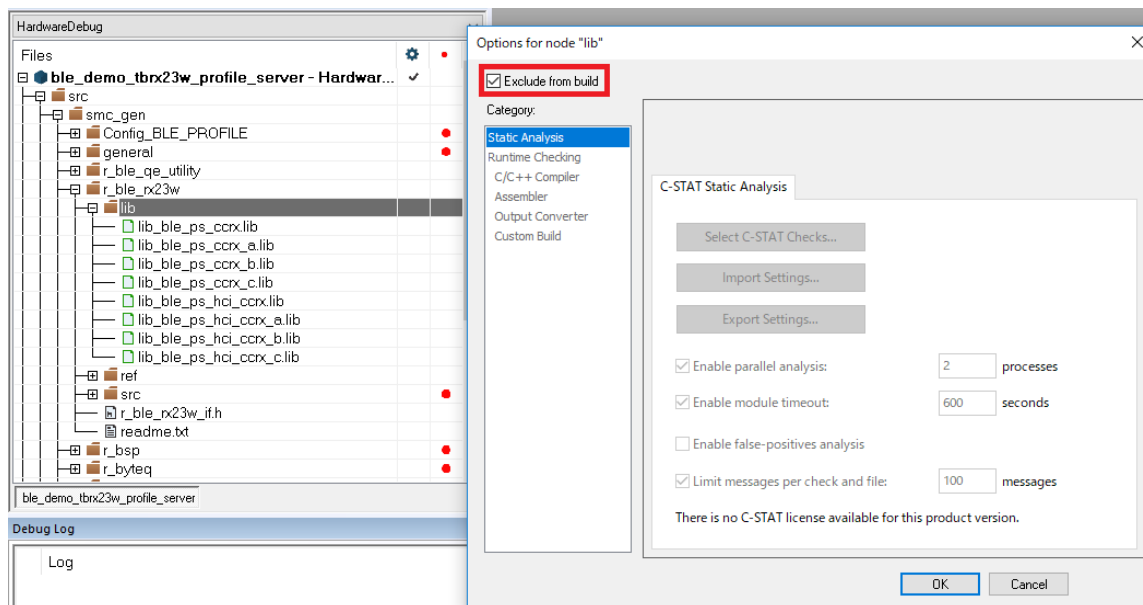 HardwareDebug
Files
ble_demo_tbrx23w_profile_server - Hardwar...
src
smc_gen
Config_BLE_PROFILE
general
r_ble_qe_utility
r_ble_rx23w
lib
lib_ble_ps_ccrx.lib
lib_ble_ps_ccrx_a.lib
lib_ble_ps_ccrx_b.lib
lib_ble_ps_ccrx_c.lib
lib_ble_ps_hci_ccrx.lib
lib_ble_ps_hci_ccrx_a.lib
lib_ble_ps_hci_ccrx_b.lib
lib_ble_ps_hci_ccrx_c.lib
ref
src
r_ble_rx23w_if.h
readme.txt
r_bsp
r_byteq
ble_demo_tbrx23w_profile_server
Debug Log
Log
Options for node "lib"
Exclude from build
Category:
Static Analysis
Runtime Checking
C/C++ Compiler
Assembler
Output Converter
Custom Build
C-STAT Static Analysis
Select C-STAT Checks...
Import Settings...
Export Settings...
Enable parallel analysis: 2 processes
Enable module timeout: 600 seconds
Enable false-positives analysis
Limit messages per check and file: 100 messages
There is no C-STAT license available for this product version.
OK Cancel